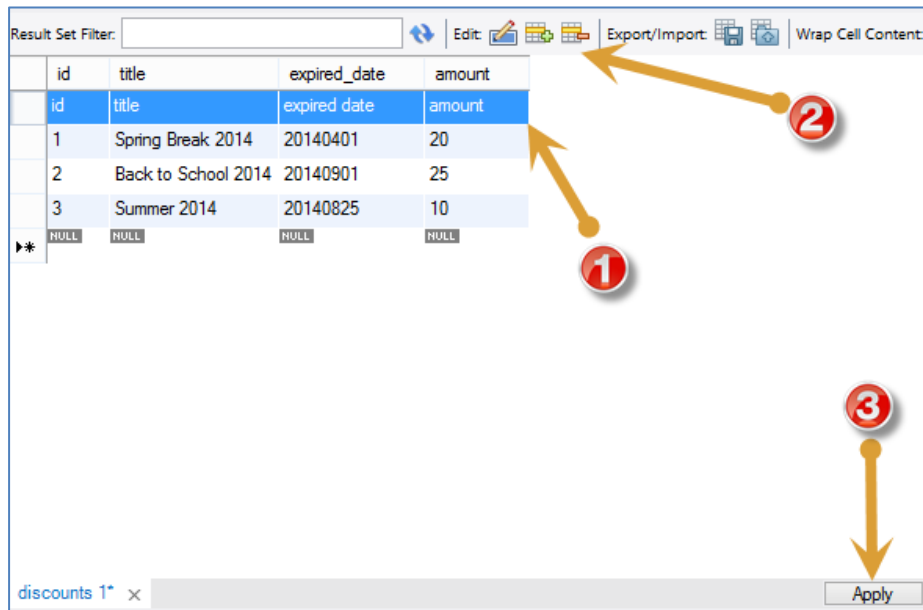 Result Set Filter: Edit: Export/Import: Wrap Cell Content:
id title expired_date amount
id title expired date amount
1 Spring Break 2014 20140401 20
2 Back to School 2014 20140901 25
3 Summer 2014 20140825 10
NULL NULL NULL NULL
2
1
3
discounts 1* Apply